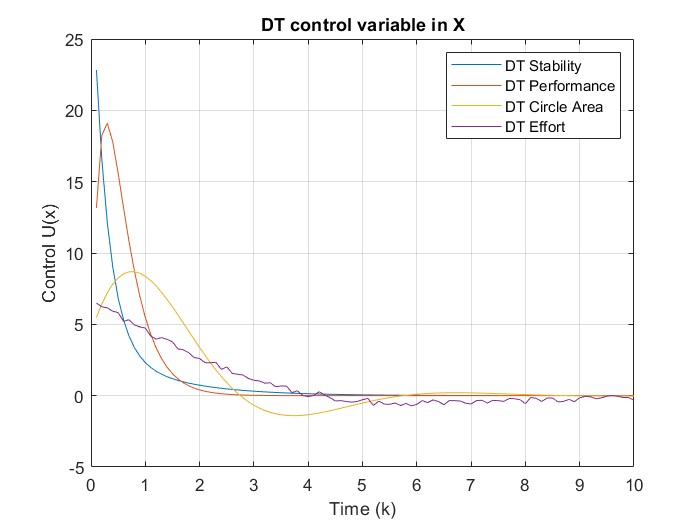 DT control variable in X
DT Stability
DT Performance
DT Circle Area
DT Effort
25
20
15
10
5
0
-5
Control U(x)
0 1 2 3 4 5 6 7 8 9 10
Time (k)